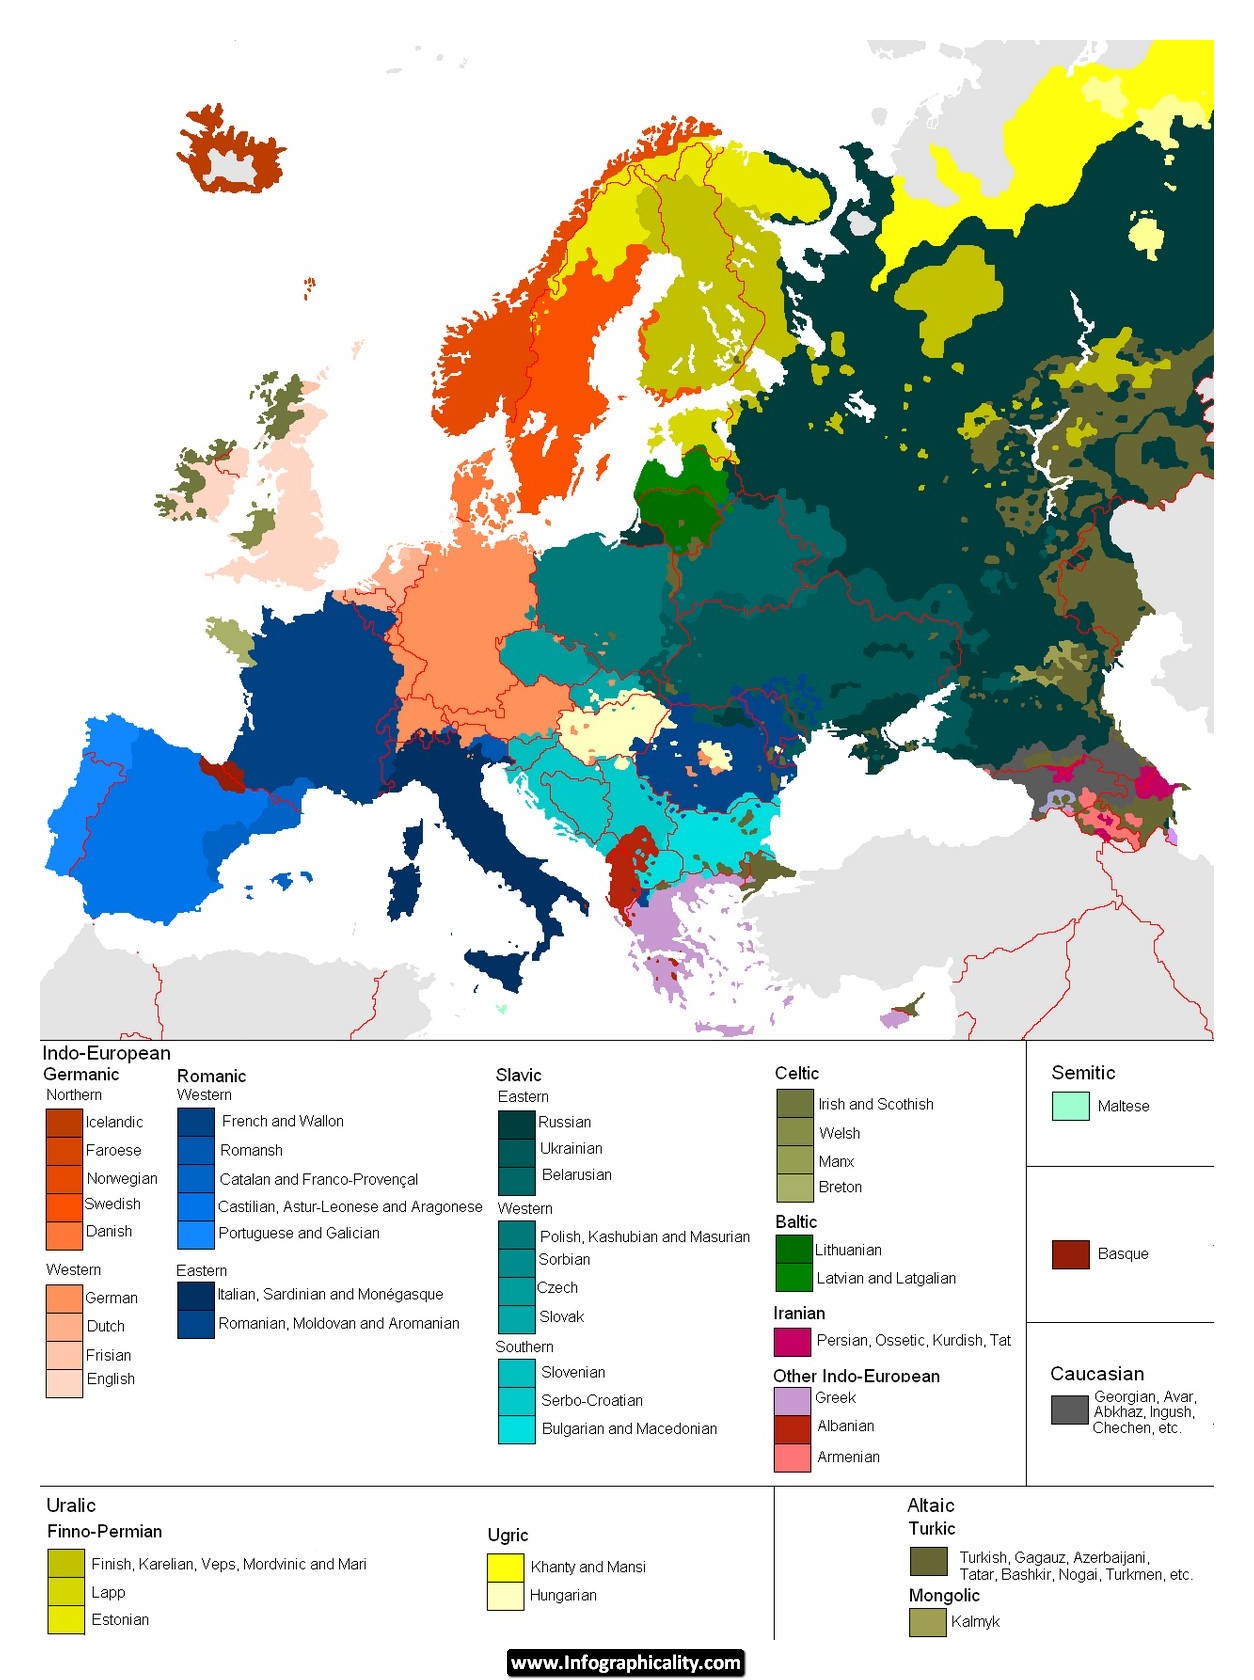 Indo-European
Germanic
Northern
Icelandic
Faroese
Norwegian
Swedish
Danish
Western
German
Dutch
Frisian
English
Romanic
Western
French and Wallon
Romansh
Catalan and Franco-Provençal
Castilian, Astur-Leonese and Aragonese
Portuguese and Galician
Eastern
Italian, Sardinian and Monégasque
Romanian, Moldovan and Aromanian
Slavic
Eastern
Russian
Ukrainian
Belarusian
Western
Polish, Kashubian and Masurian
Sorbian
Czech
Slovak
Southern
Slovenian
Serbo-Croatian
Bulgarian and Macedonian
Celtic
Irish and Scothish
Welsh
Manx
Breton
Baltic
Lithuanian
Latvian and Latgalian
Iranian
Persian, Ossetic, Kurdish, Tat
Other Indo-European
Greek
Albanian
Armenian
Semitic
Maltese
Basque
Caucasian
Georgian, Avar,
Abkhaz, Ingush,
Chechen, etc.
Uralic
Finno-Permian
Finish, Karelian, Veps, Mordvinic and Mari
Lapp
Estonian
Ugric
Khanty and Mansi
Hungarian
Altaic
Turkic
Turkish, Gagauz, Azerbaijani,
Tatar, Bashkir, Nogai, Turkmen, etc.
Mongolic
Kalmyk
www.Infographicality.com